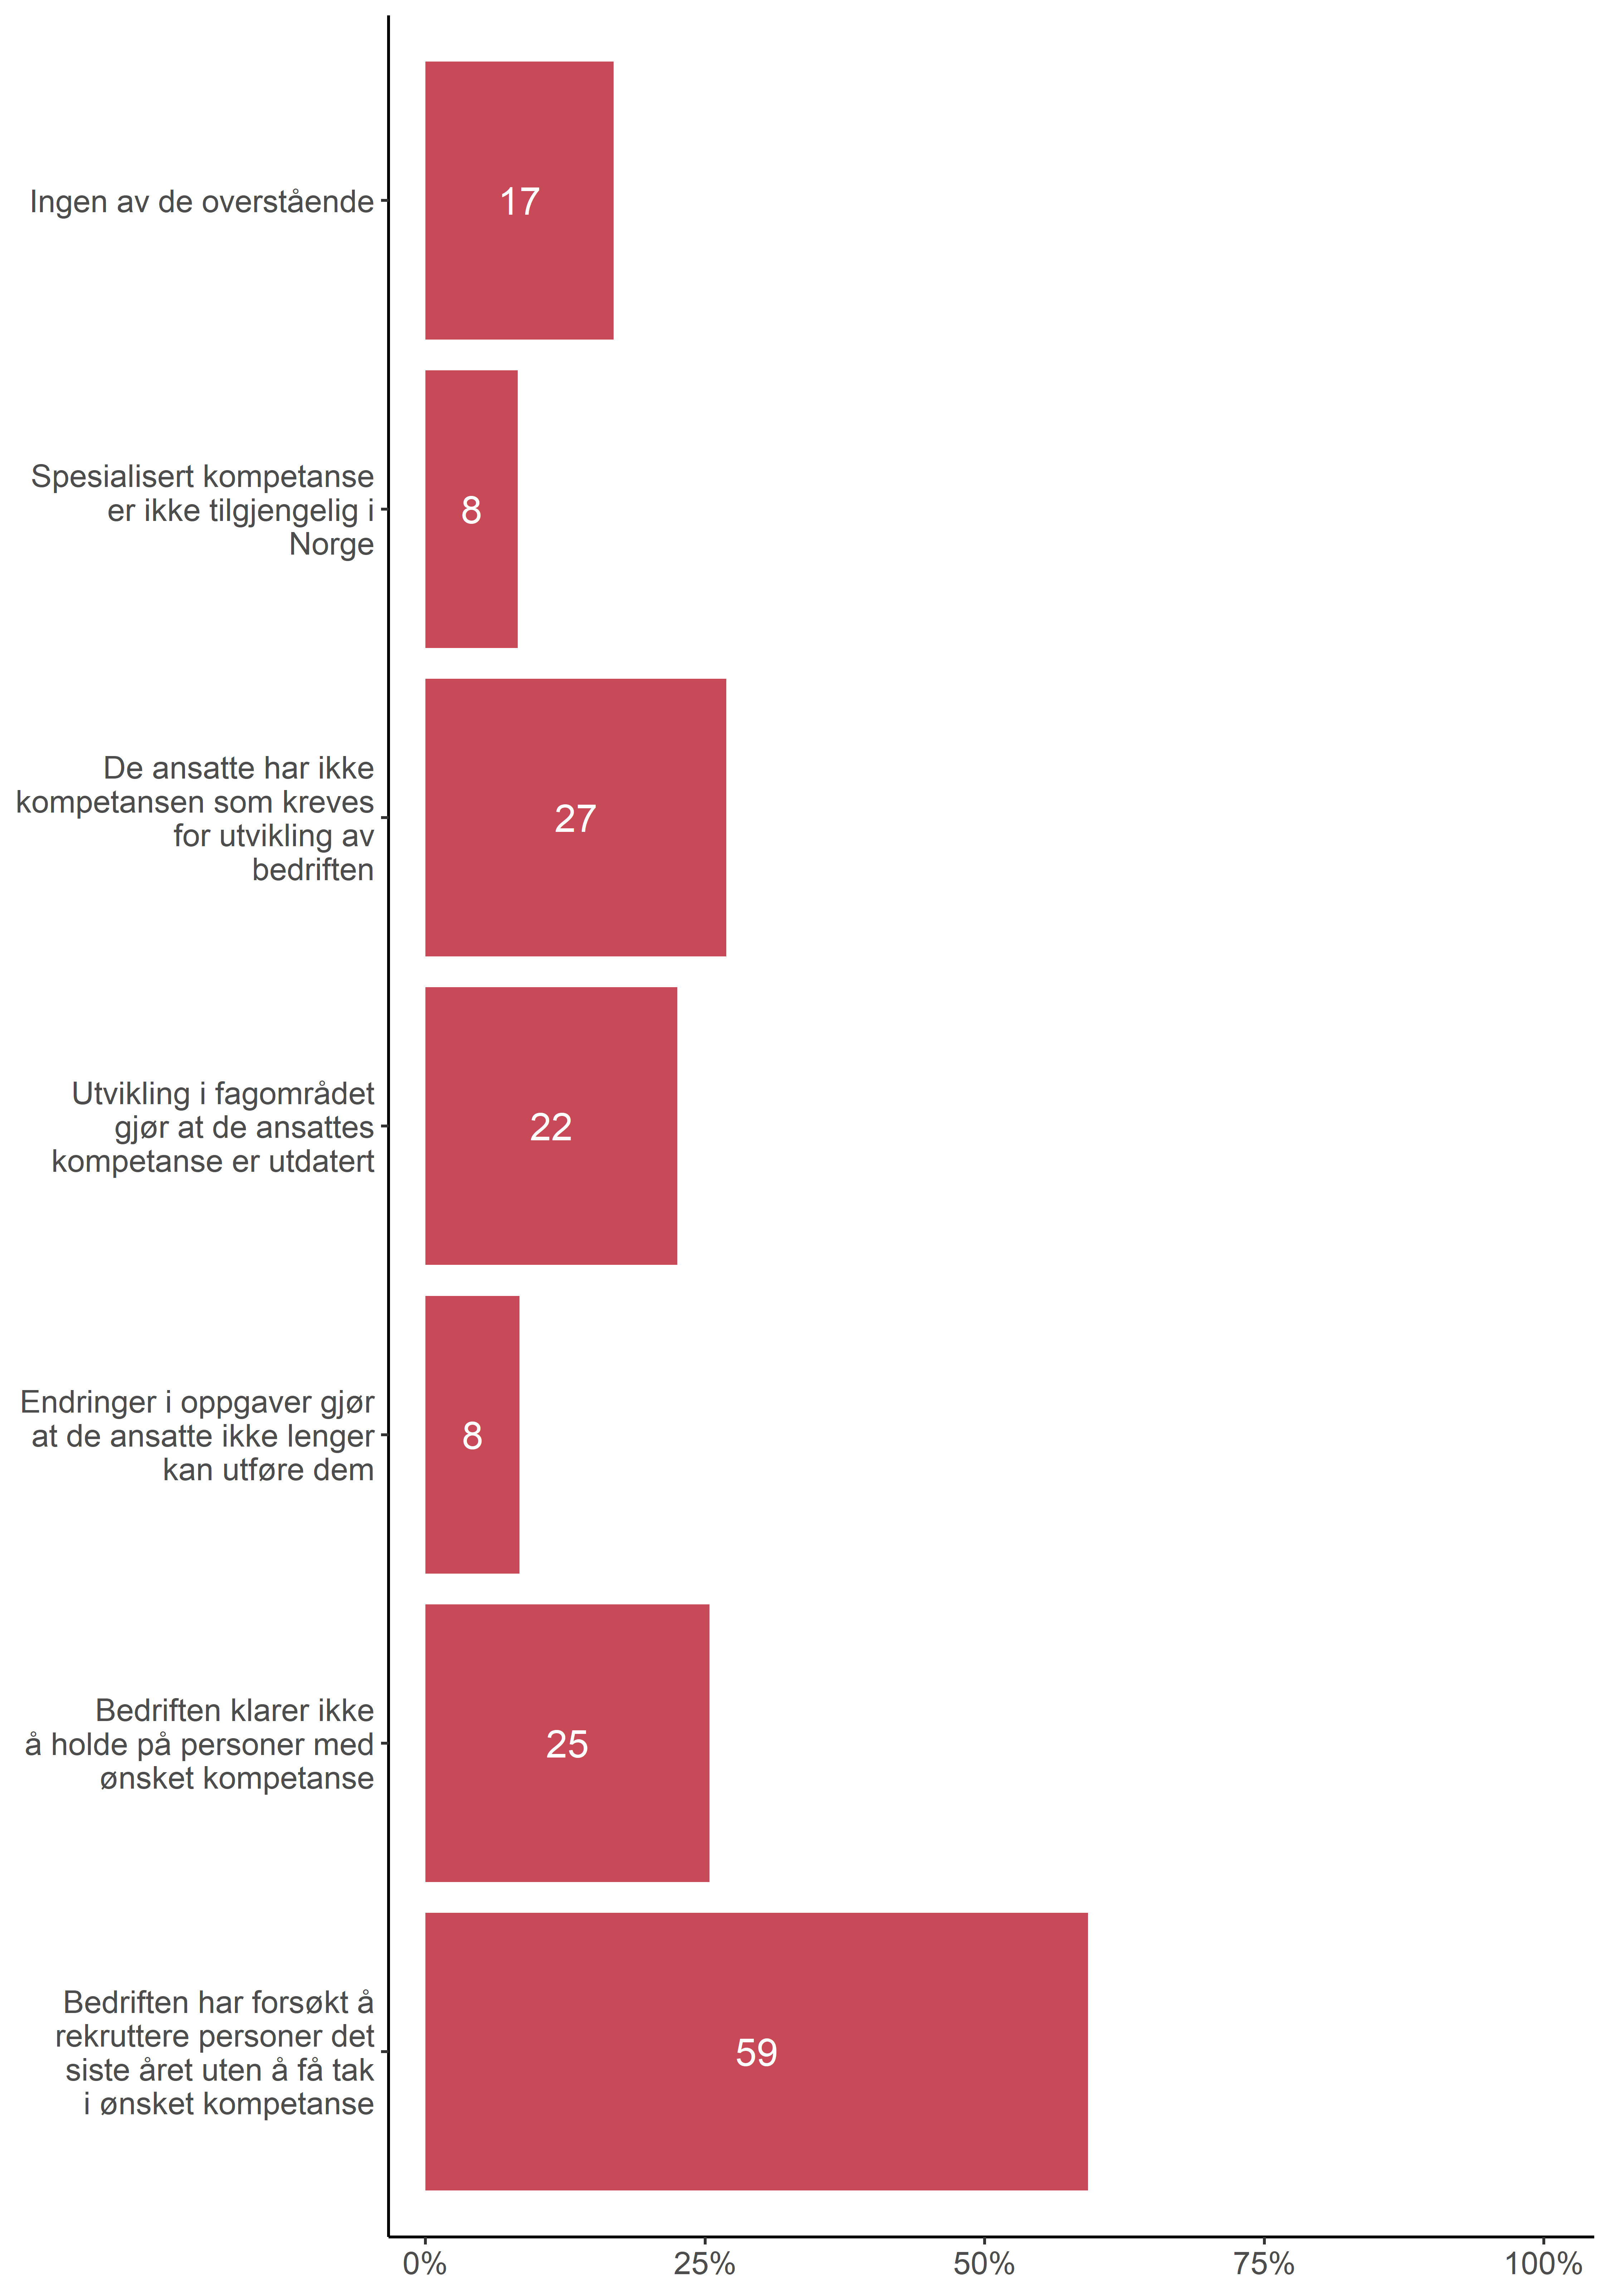 Ingen av de overstående
17
Spesialisert kompetanse
er ikke tilgjengelig i
Norge
8
De ansatte har ikke
kompetansen som kreves
for utvikling av
bedriften
27
Utvikling i fagområdet
gjør at de ansattes
kompetanse er utdatert
22
Endringer i oppgaver gjør
at de ansatte ikke lenger
kan utføre dem
8
Bedriften klarer ikke
å holde på personer med
ønsket kompetanse
25
Bedriften har forsøkt å
rekruttere personer det
siste året uten å få tak
i ønsket kompetanse
59
0% 25% 50% 75% 100%